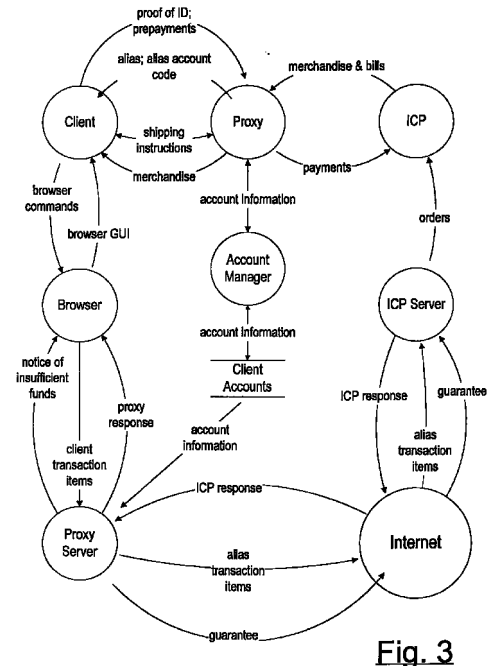 proof of ID;
prepayments
alias; alias account
code
merchandise & bills
Client
Proxy
ICP
shipping
instructions
merchandise
payments
browser
commands
browser GUI
account information
orders
Account
Manager
Browser
ICP Server
account information
notice of
insufficient
funds
Client
Accounts
proxy
response
ICP response
guarantee
account
information
alias
transaction
items
client
transaction
items
ICP response
Proxy
Server
Internet
alias
transaction
items
guarantee
Fig. 3